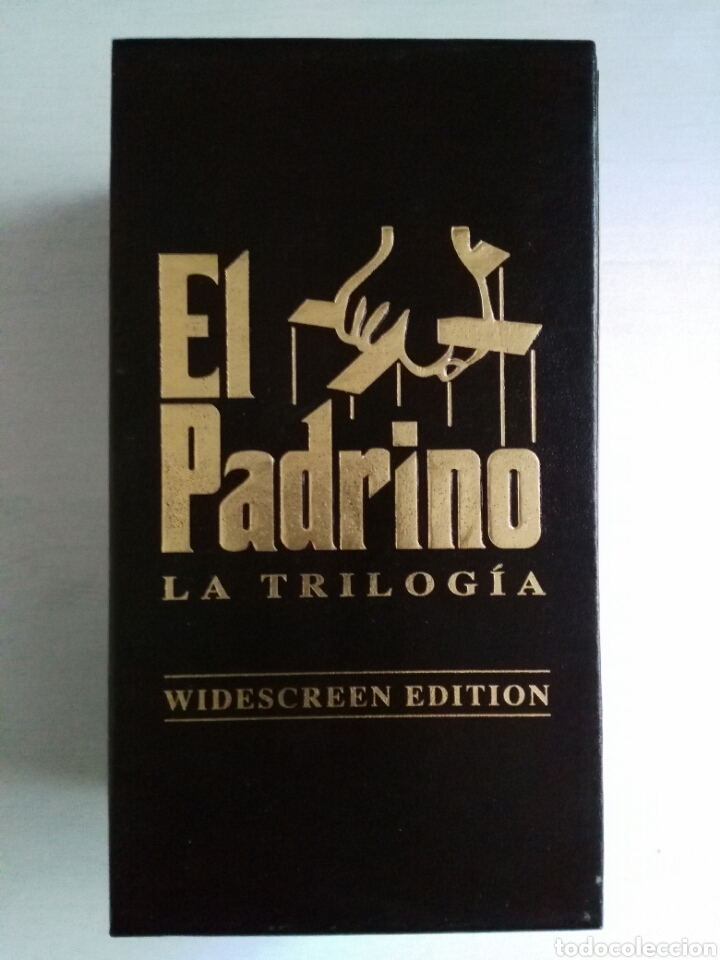 El
Padrino
LA TRILOGÍA
WIDESCREEN EDITION
todocoleccion